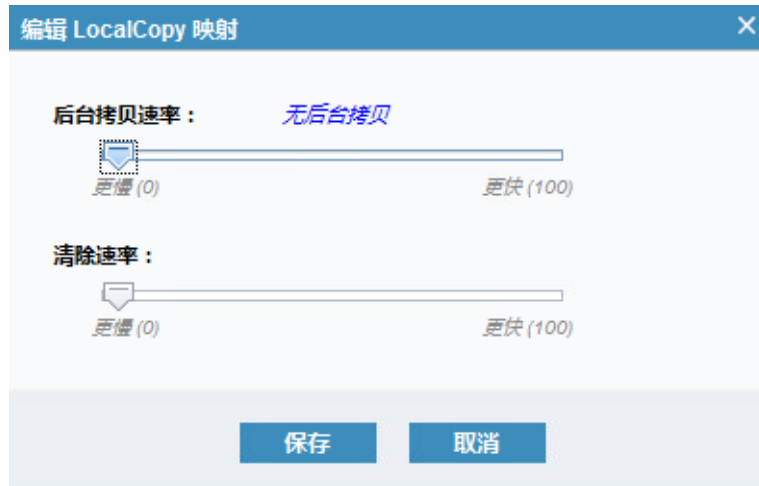 编辑 LocalCopy 映射
后台拷贝速率： 无后台拷贝
更慢 (0) 更快 (100)
清除速率：
更慢 (0) 更快 (100)
保存 取消